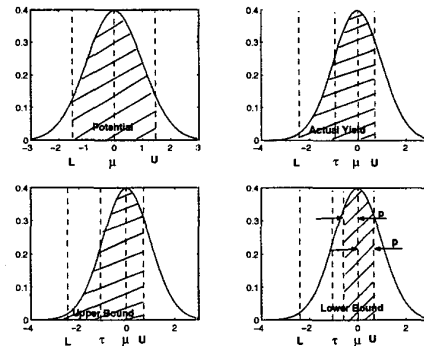 0.4
0.3
0.2
0.1
0
Potential
-3 -2 -1 0 1 2 3
L μ U
0.4
0.3
0.2
0.1
0
Actual Yield
-4 -2 0 2
L τ μ U
0.4
0.3
0.2
0.1
0
Upper Bound
-4 -2 0 2
L τ μ U
0.4
0.3
0.2
0.1
0
p
p
Lower Bound
-4 -2 0 2
L τ μ U